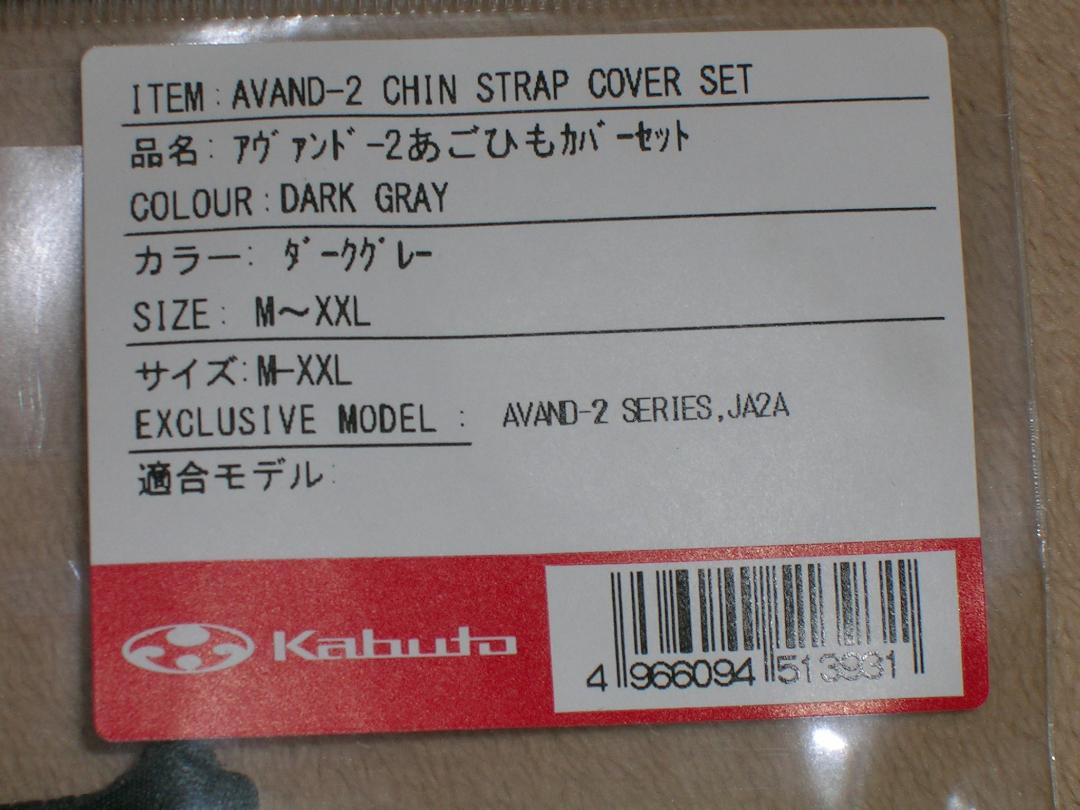 ITEM: AVAND-2 CHIN STRAP COVER SET
品名: ｱｳﾞｧﾝﾄﾞ-2あごひもｶﾊﾞｰｾｯﾄ
COLOUR: DARK GRAY
カラー: ﾀﾞｰｸｸﾞﾚｰ
SIZE: M～XXL
サイズ: M-XXL
EXCLUSIVE MODEL : AVAND-2 SERIES,JA2A
適合モデル:
Kabuto
4 966094 513931